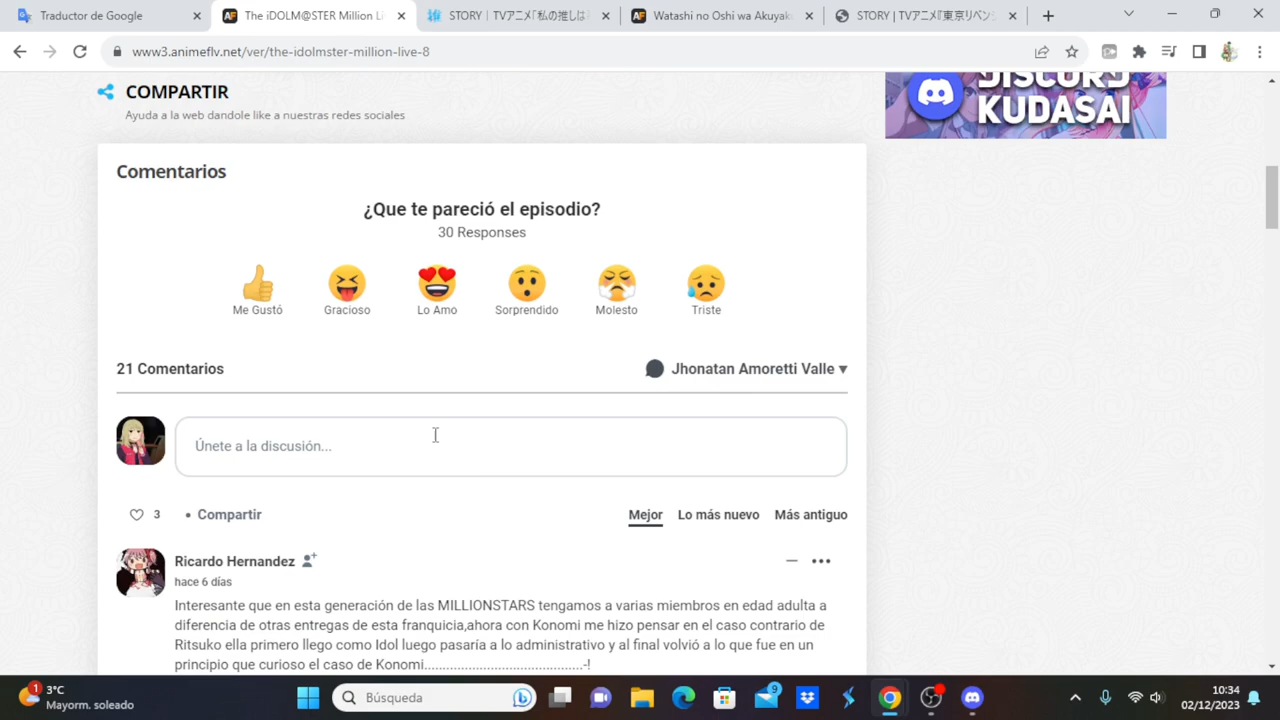 Traductor de Google
The iDOLM@STER Million Li
STORY | TVアニメ「私の推しは
Watashi no Oshi wa Akuyaku
STORY | TVアニメ『東京リベンジ
www3.animeflv.net/ver/the-idolmster-million-live-8
COMPARTIR
Ayuda a la web dandole like a nuestras redes sociales
DISCORD
KUDASAI
Comentarios
¿Que te pareció el episodio?
30 Responses
Me Gustó
Gracioso
Lo Amo
Sorprendido
Molesto
Triste
21 Comentarios
Jhonatan Amoretti Valle
Únete a la discusión...
3
• Compartir
Mejor
Lo más nuevo
Más antiguo
Ricardo Hernandez
hace 6 días
Interesante que en esta generación de las MILLIONSTARS tengamos a varias miembros en edad adulta a
diferencia de otras entregas de esta franquicia,ahora con Konomi me hizo pensar en el caso contrario de
Ritsuko ella primero llego como Idol luego pasaría a lo administrativo y al final volvió a lo que fue en un
principio que curioso el caso de Konomi..........................................-!
1
3°C
Mayorm. soleado
Búsqueda
9
10:34
02/12/2023